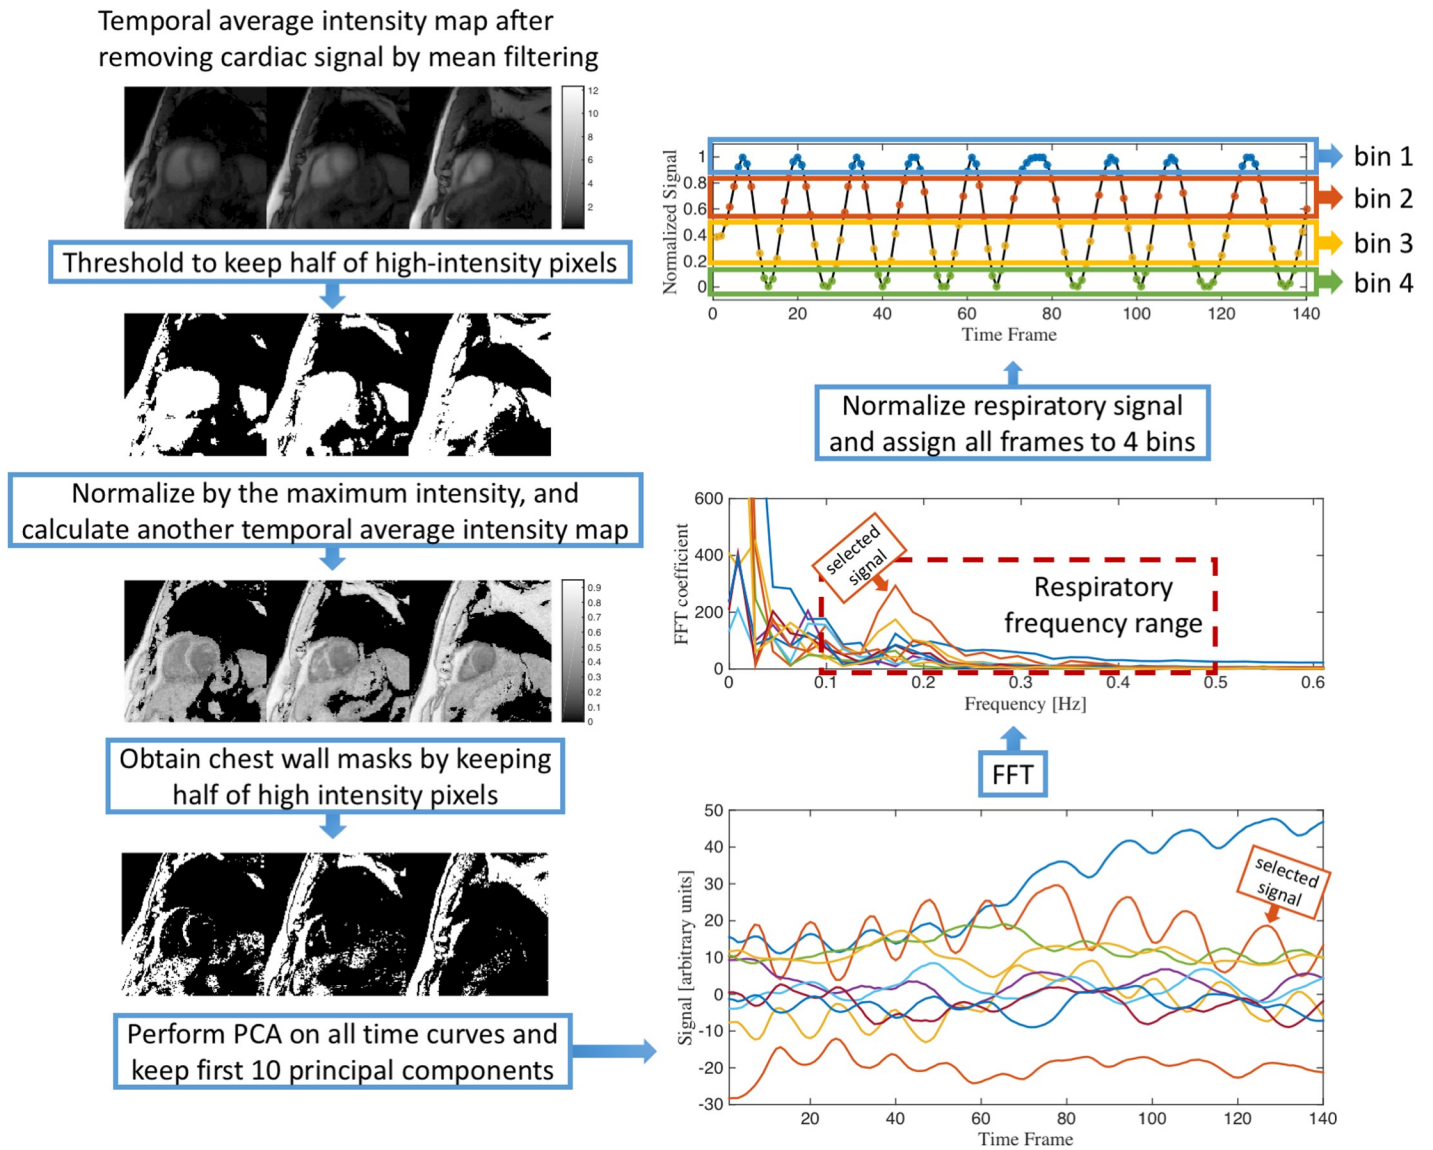 Temporal average intensity map after
removing cardiac signal by mean filtering
12
10
8
6
4
2
Threshold to keep half of high-intensity pixels
Normalize by the maximum intensity, and
calculate another temporal average intensity map
0.9
0.8
0.7
0.6
0.5
0.4
0.3
0.2
0.1
0
Obtain chest wall masks by keeping
half of high intensity pixels
Perform PCA on all time curves and
keep first 10 principal components
Normalized Signal
1
0.8
0.6
0.4
0.2
0
0 20 40 60 80 100 120 140
Time Frame
bin 1
bin 2
bin 3
bin 4
Normalize respiratory signal
and assign all frames to 4 bins
FFT coefficient
600
400
200
0
selected
signal
Respiratory
frequency range
0 0.1 0.2 0.3 0.4 0.5 0.6
Frequency [Hz]
FFT
Signal [arbitrary units]
50
40
30
20
10
0
-10
-20
-30
selected
signal
20 40 60 80 100 120 140
Time Frame